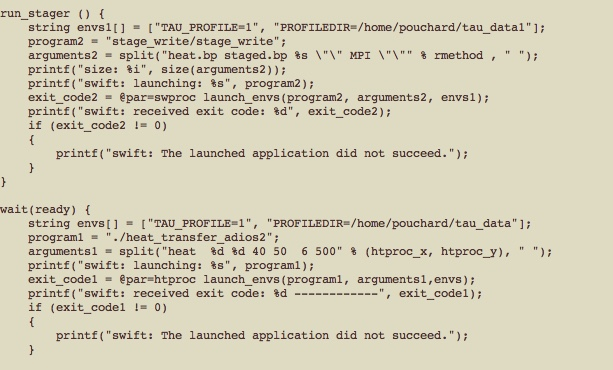 run_stager () {
    string envs1[] = ["TAU_PROFILE=1", "PROFILEDIR=/home/pouchard/tau_data1"];
    program2 = "stage_write/stage_write";
    arguments2 = split("heat.bp staged.bp %s \"\" MPI \"\"" % rmethod , " ");
    printf("size: %i", size(arguments2));
    printf("swift: launching: %s", program2);
    exit_code2 = @par=swproc launch_envs(program2, arguments2, envs1);
    printf("swift: received exit code: %d", exit_code2);
    if (exit_code2 != 0)
    {
        printf("swift: The launched application did not succeed.");
    }
}

wait(ready) {
    string envs[] = ["TAU_PROFILE=1", "PROFILEDIR=/home/pouchard/tau_data"];
    program1 = "./heat_transfer_adios2";
    arguments1 = split("heat  %d %d 40 50  6 500" % (htproc_x, htproc_y), " ");
    printf("swift: launching: %s", program1);
    exit_code1 = @par=htproc launch_envs(program1, arguments1,envs);
    printf("swift: received exit code: %d ------------", exit_code1);
    if (exit_code1 != 0)
    {
        printf("swift: The launched application did not succeed.");
    }